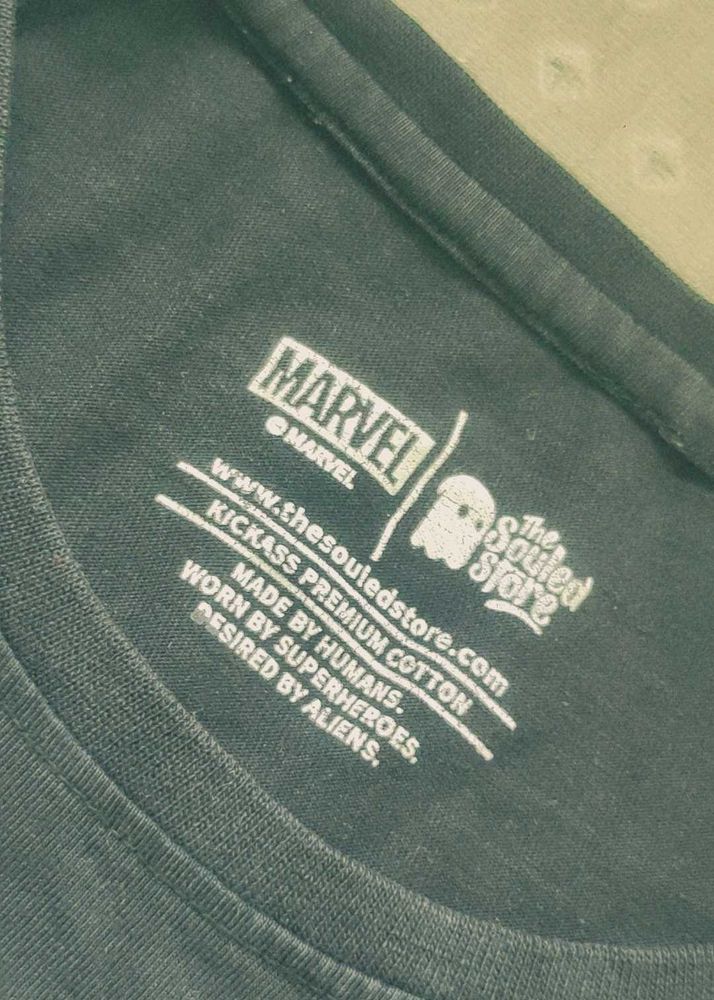 MARVEL
© MARVEL
The
Souled
Store
www.thesouledstore.com
KICKASS PREMIUM COTTON
MADE BY HUMANS.
WORN BY SUPERHEROES.
DESIRED BY ALIENS.